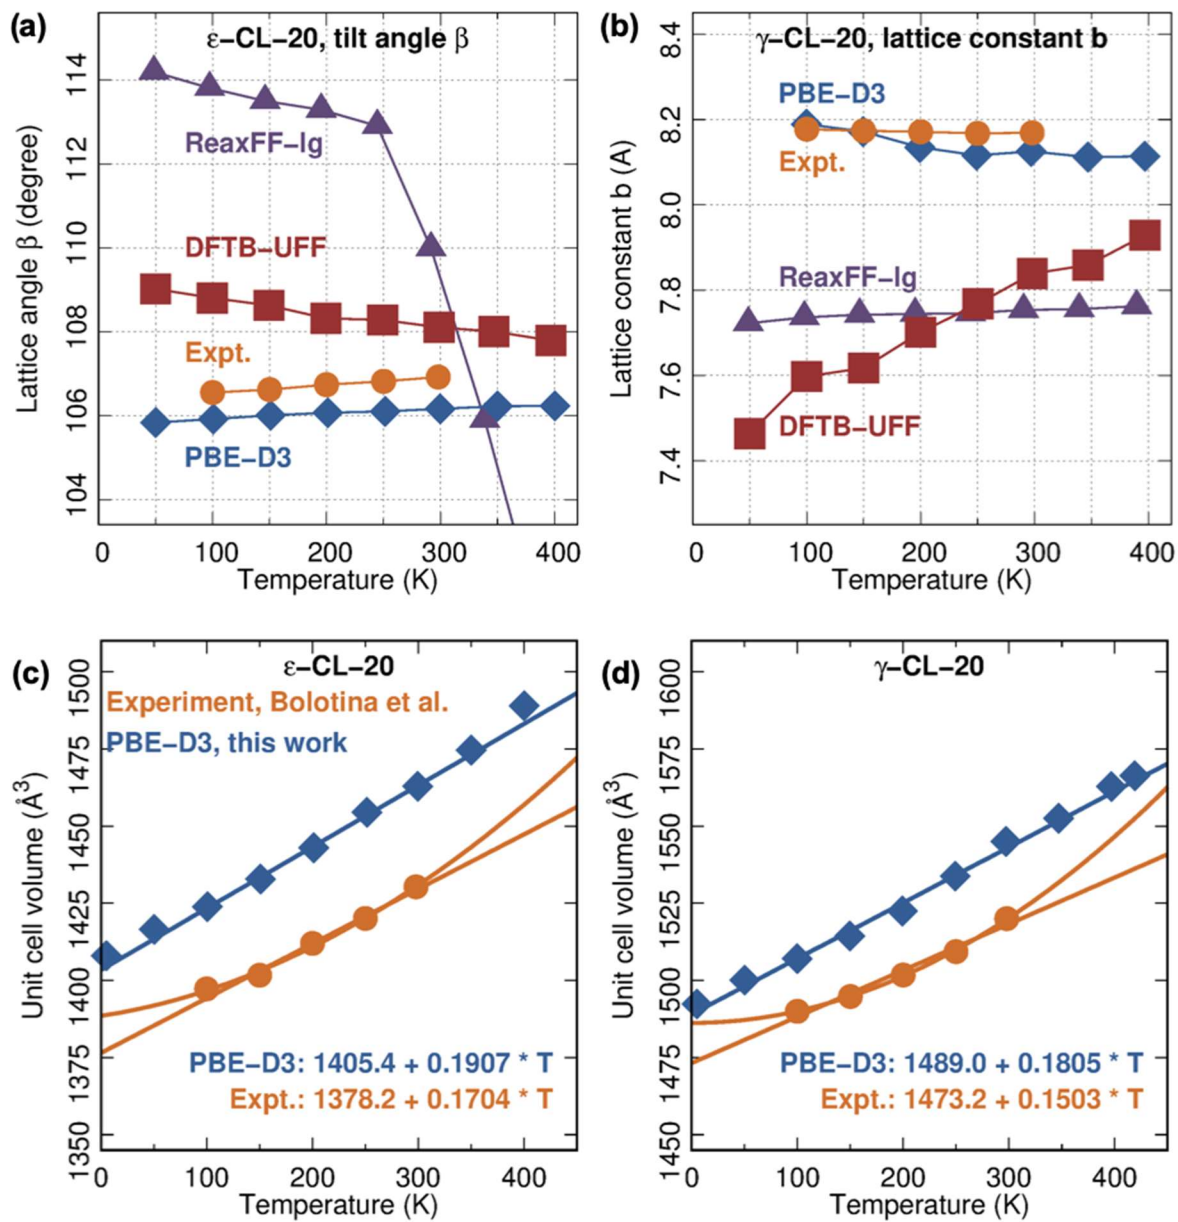 (a)
ε-CL-20, tilt angle β
Lattice angle β (degree)
114
112
110
108
106
104
ReaxFF-lg
DFTB-UFF
Expt.
PBE-D3
0 100 200 300 400
Temperature (K)
(b)
γ-CL-20, lattice constant b
Lattice constant b (A)
8.4
8.2
8.0
7.8
7.6
7.4
PBE-D3
Expt.
ReaxFF-lg
DFTB-UFF
0 100 200 300 400
Temperature (K)
(c)
ε-CL-20
Experiment, Bolotina et al.
PBE-D3, this work
Unit cell volume (Å³)
1500
1475
1450
1425
1400
1375
1350
PBE-D3: 1405.4 + 0.1907 * T
Expt.: 1378.2 + 0.1704 * T
0 100 200 300 400
Temperature (K)
(d)
γ-CL-20
Unit cell volume (Å³)
1600
1575
1550
1525
1500
1475
1450
PBE-D3: 1489.0 + 0.1805 * T
Expt.: 1473.2 + 0.1503 * T
0 100 200 300 400
Temperature (K)